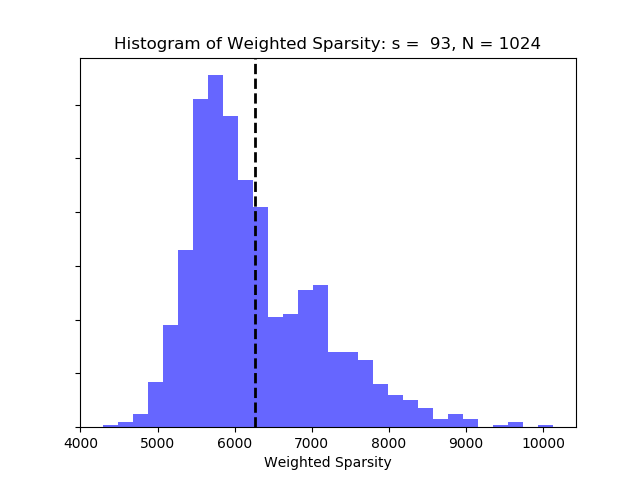 Histogram of Weighted Sparsity: s =  93, N = 1024
4000 5000 6000 7000 8000 9000 10000
Weighted Sparsity